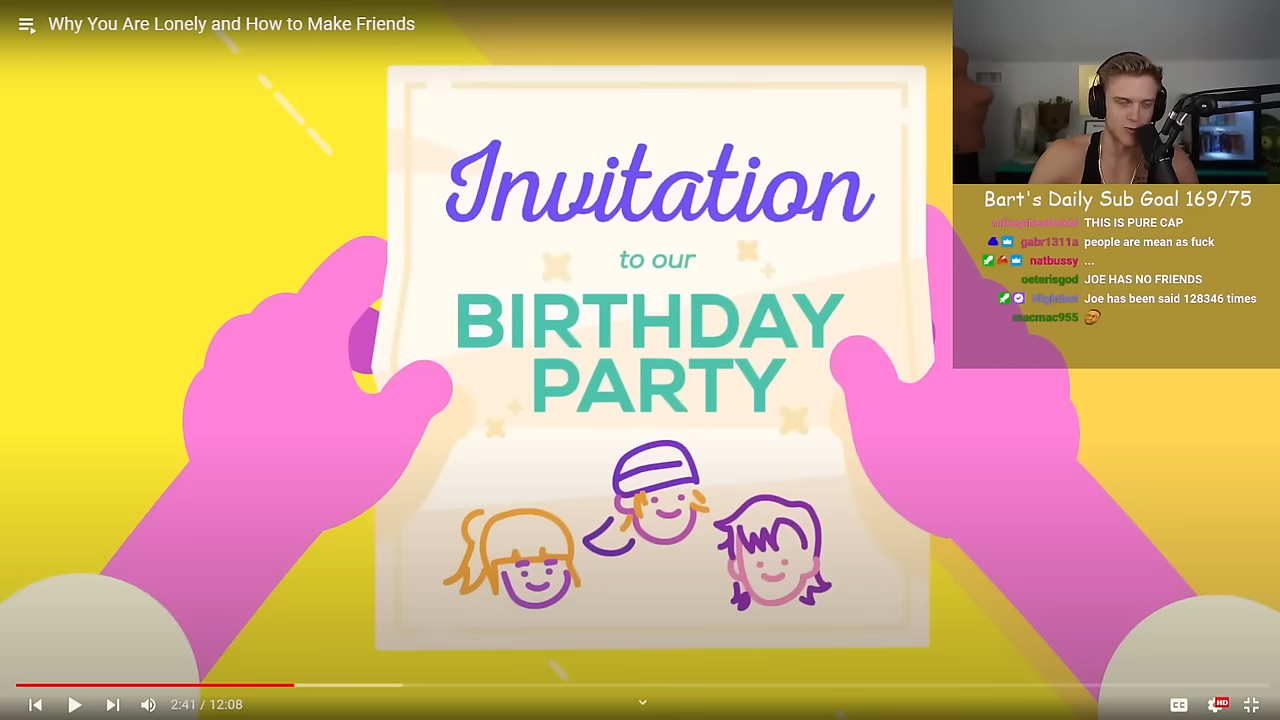 Why You Are Lonely and How to Make Friends
Invitation
to our
BIRTHDAY
PARTY
Bart's Daily Sub Goal 169/75
THIS IS PURE CAP
gabr1311a people are mean as fuck
natbussy ...
oeterisgod JOE HAS NO FRIENDS
Joe has been said 128346 times
macmac955
2:41 / 12:08
CC
HD